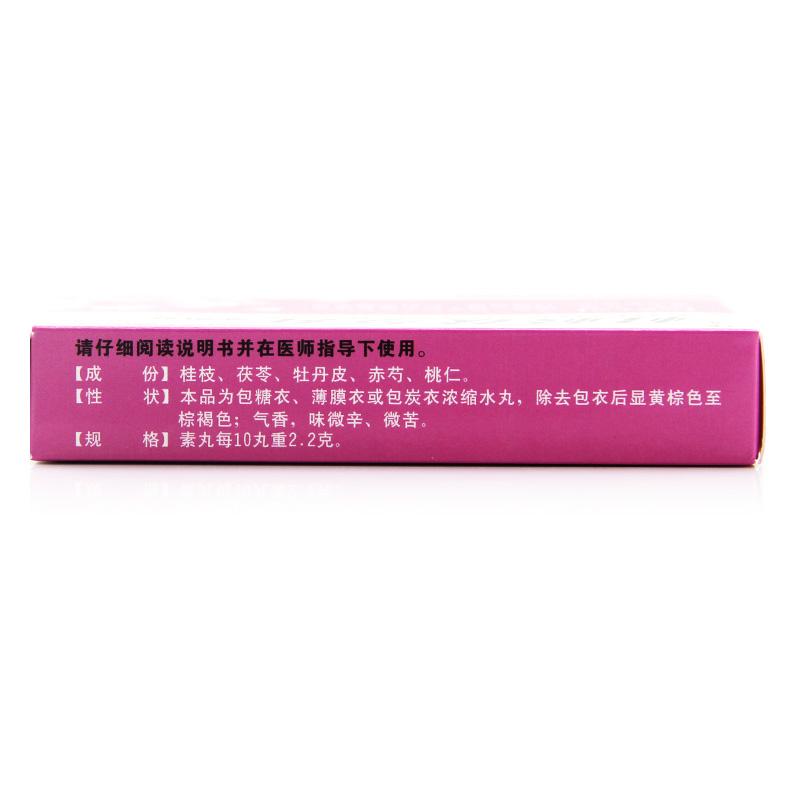 请仔细阅读说明书并在医师指导下使用。
【成 份】桂枝、茯苓、牡丹皮、赤芍、桃仁。
【性 状】本品为包糖衣、薄膜衣或包炭衣浓缩水丸，除去包衣后显黄棕色至
棕褐色；气香，味微辛、微苦。
【规 格】素丸每10丸重2.2克。